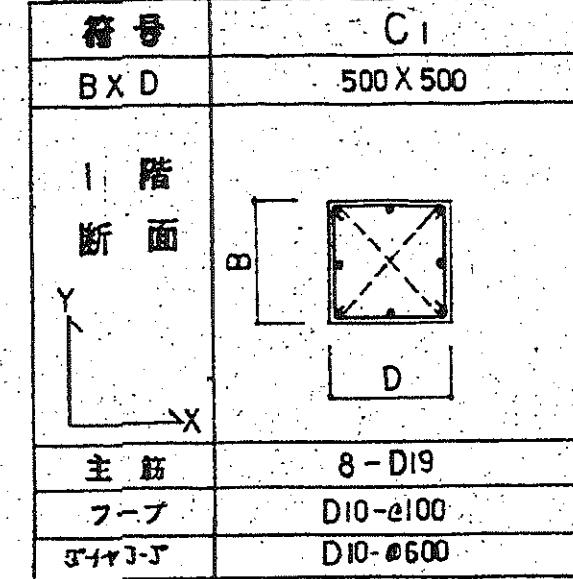 符号 C1
B X D 500 X 500
1 階
断 面
B
Y
D
X
主 筋 8-D19
フープ D10-@100
ダイヤフープ D10-@600